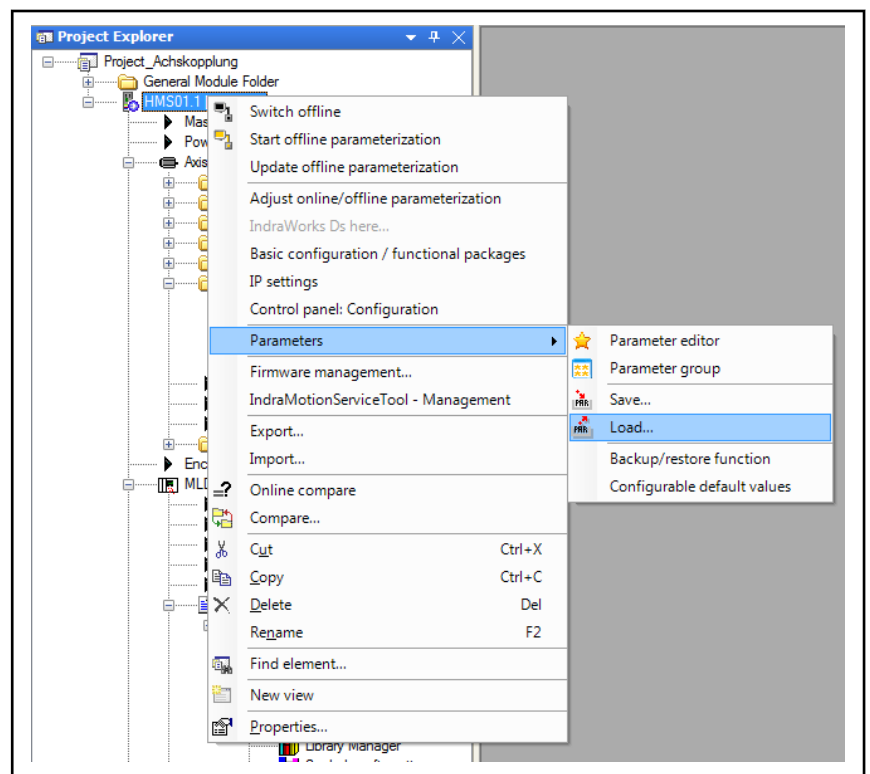 Project Explorer
Project_Achskopplung
General Module Folder
HMS01.1
Mas
Pow
Axis
Enc
MLD
Switch offline
Start offline parameterization
Update offline parameterization
Adjust online/offline parameterization
IndraWorks Ds here...
Basic configuration / functional packages
IP settings
Control panel: Configuration
Parameters
Firmware management...
IndraMotionServiceTool - Management
Export...
Import...
Online compare
Compare...
Cut Ctrl+X
Copy Ctrl+C
Delete Del
Rename F2
Find element...
New view
Properties...
Parameter editor
Parameter group
PAR Save...
PAR Load...
Backup/restore function
Configurable default values
Library Manager